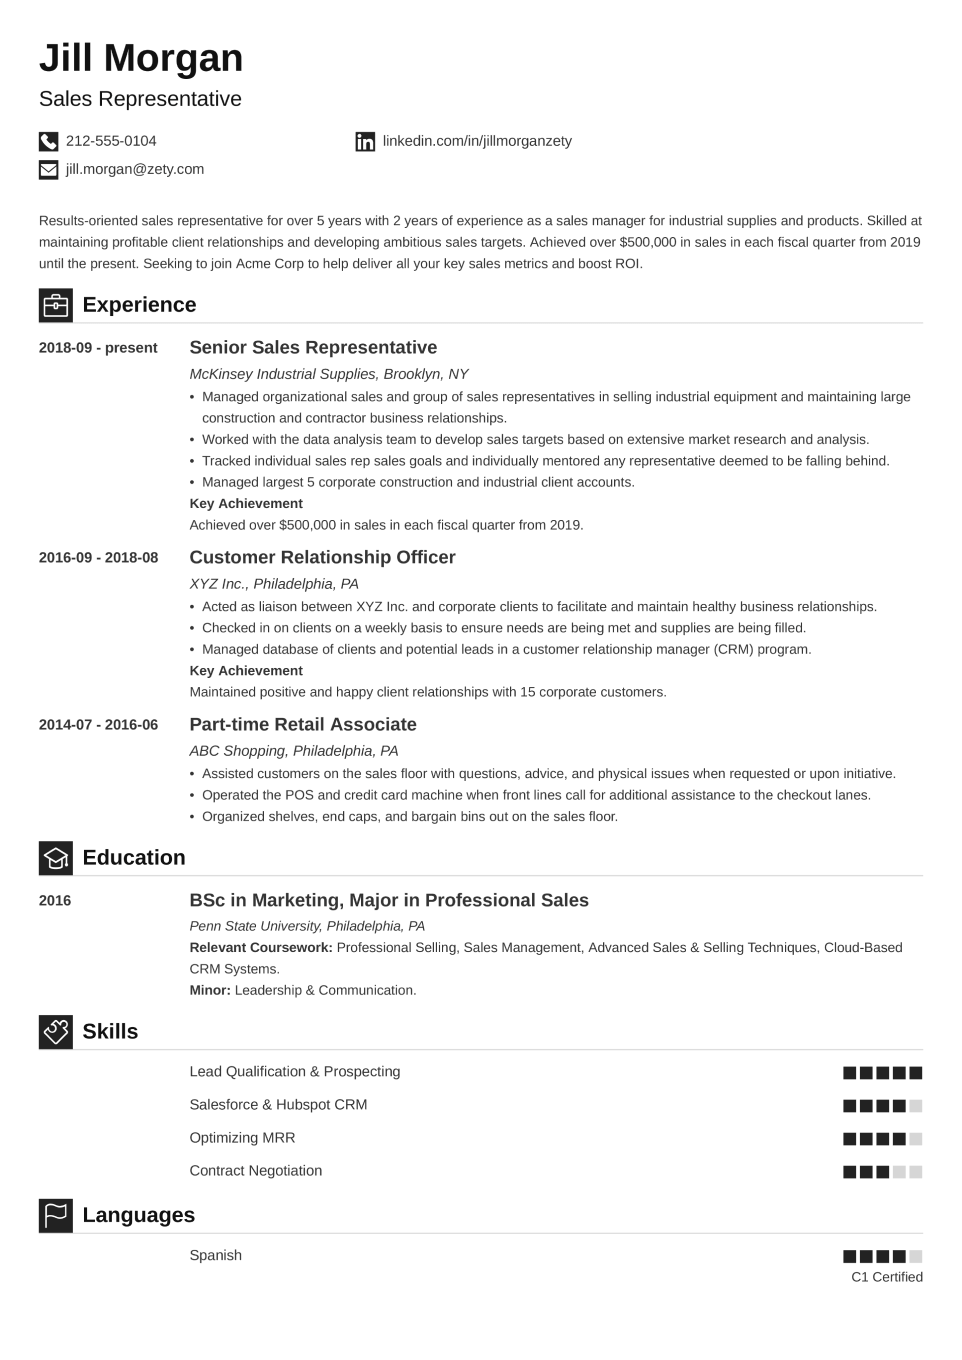 Jill Morgan
Sales Representative
212-555-0104
linkedin.com/in/jillmorganzety
jill.morgan@zety.com
Results-oriented sales representative for over 5 years with 2 years of experience as a sales manager for industrial supplies and products. Skilled at
maintaining profitable client relationships and developing ambitious sales targets. Achieved over $500,000 in sales in each fiscal quarter from 2019
until the present. Seeking to join Acme Corp to help deliver all your key sales metrics and boost ROI.
Experience
2018-09 - present
Senior Sales Representative
McKinsey Industrial Supplies, Brooklyn, NY
• Managed organizational sales and group of sales representatives in selling industrial equipment and maintaining large
construction and contractor business relationships.
• Worked with the data analysis team to develop sales targets based on extensive market research and analysis.
• Tracked individual sales rep sales goals and individually mentored any representative deemed to be falling behind.
• Managed largest 5 corporate construction and industrial client accounts.
Key Achievement
Achieved over $500,000 in sales in each fiscal quarter from 2019.
2016-09 - 2018-08
Customer Relationship Officer
XYZ Inc., Philadelphia, PA
• Acted as liaison between XYZ Inc. and corporate clients to facilitate and maintain healthy business relationships.
• Checked in on clients on a weekly basis to ensure needs are being met and supplies are being filled.
• Managed database of clients and potential leads in a customer relationship manager (CRM) program.
Key Achievement
Maintained positive and happy client relationships with 15 corporate customers.
2014-07 - 2016-06
Part-time Retail Associate
ABC Shopping, Philadelphia, PA
• Assisted customers on the sales floor with questions, advice, and physical issues when requested or upon initiative.
• Operated the POS and credit card machine when front lines call for additional assistance to the checkout lanes.
• Organized shelves, end caps, and bargain bins out on the sales floor.
Education
2016
BSc in Marketing, Major in Professional Sales
Penn State University, Philadelphia, PA
Relevant Coursework: Professional Selling, Sales Management, Advanced Sales & Selling Techniques, Cloud-Based
CRM Systems.
Minor: Leadership & Communication.
Skills
Lead Qualification & Prospecting
Salesforce & Hubspot CRM
Optimizing MRR
Contract Negotiation
Languages
Spanish
C1 Certified